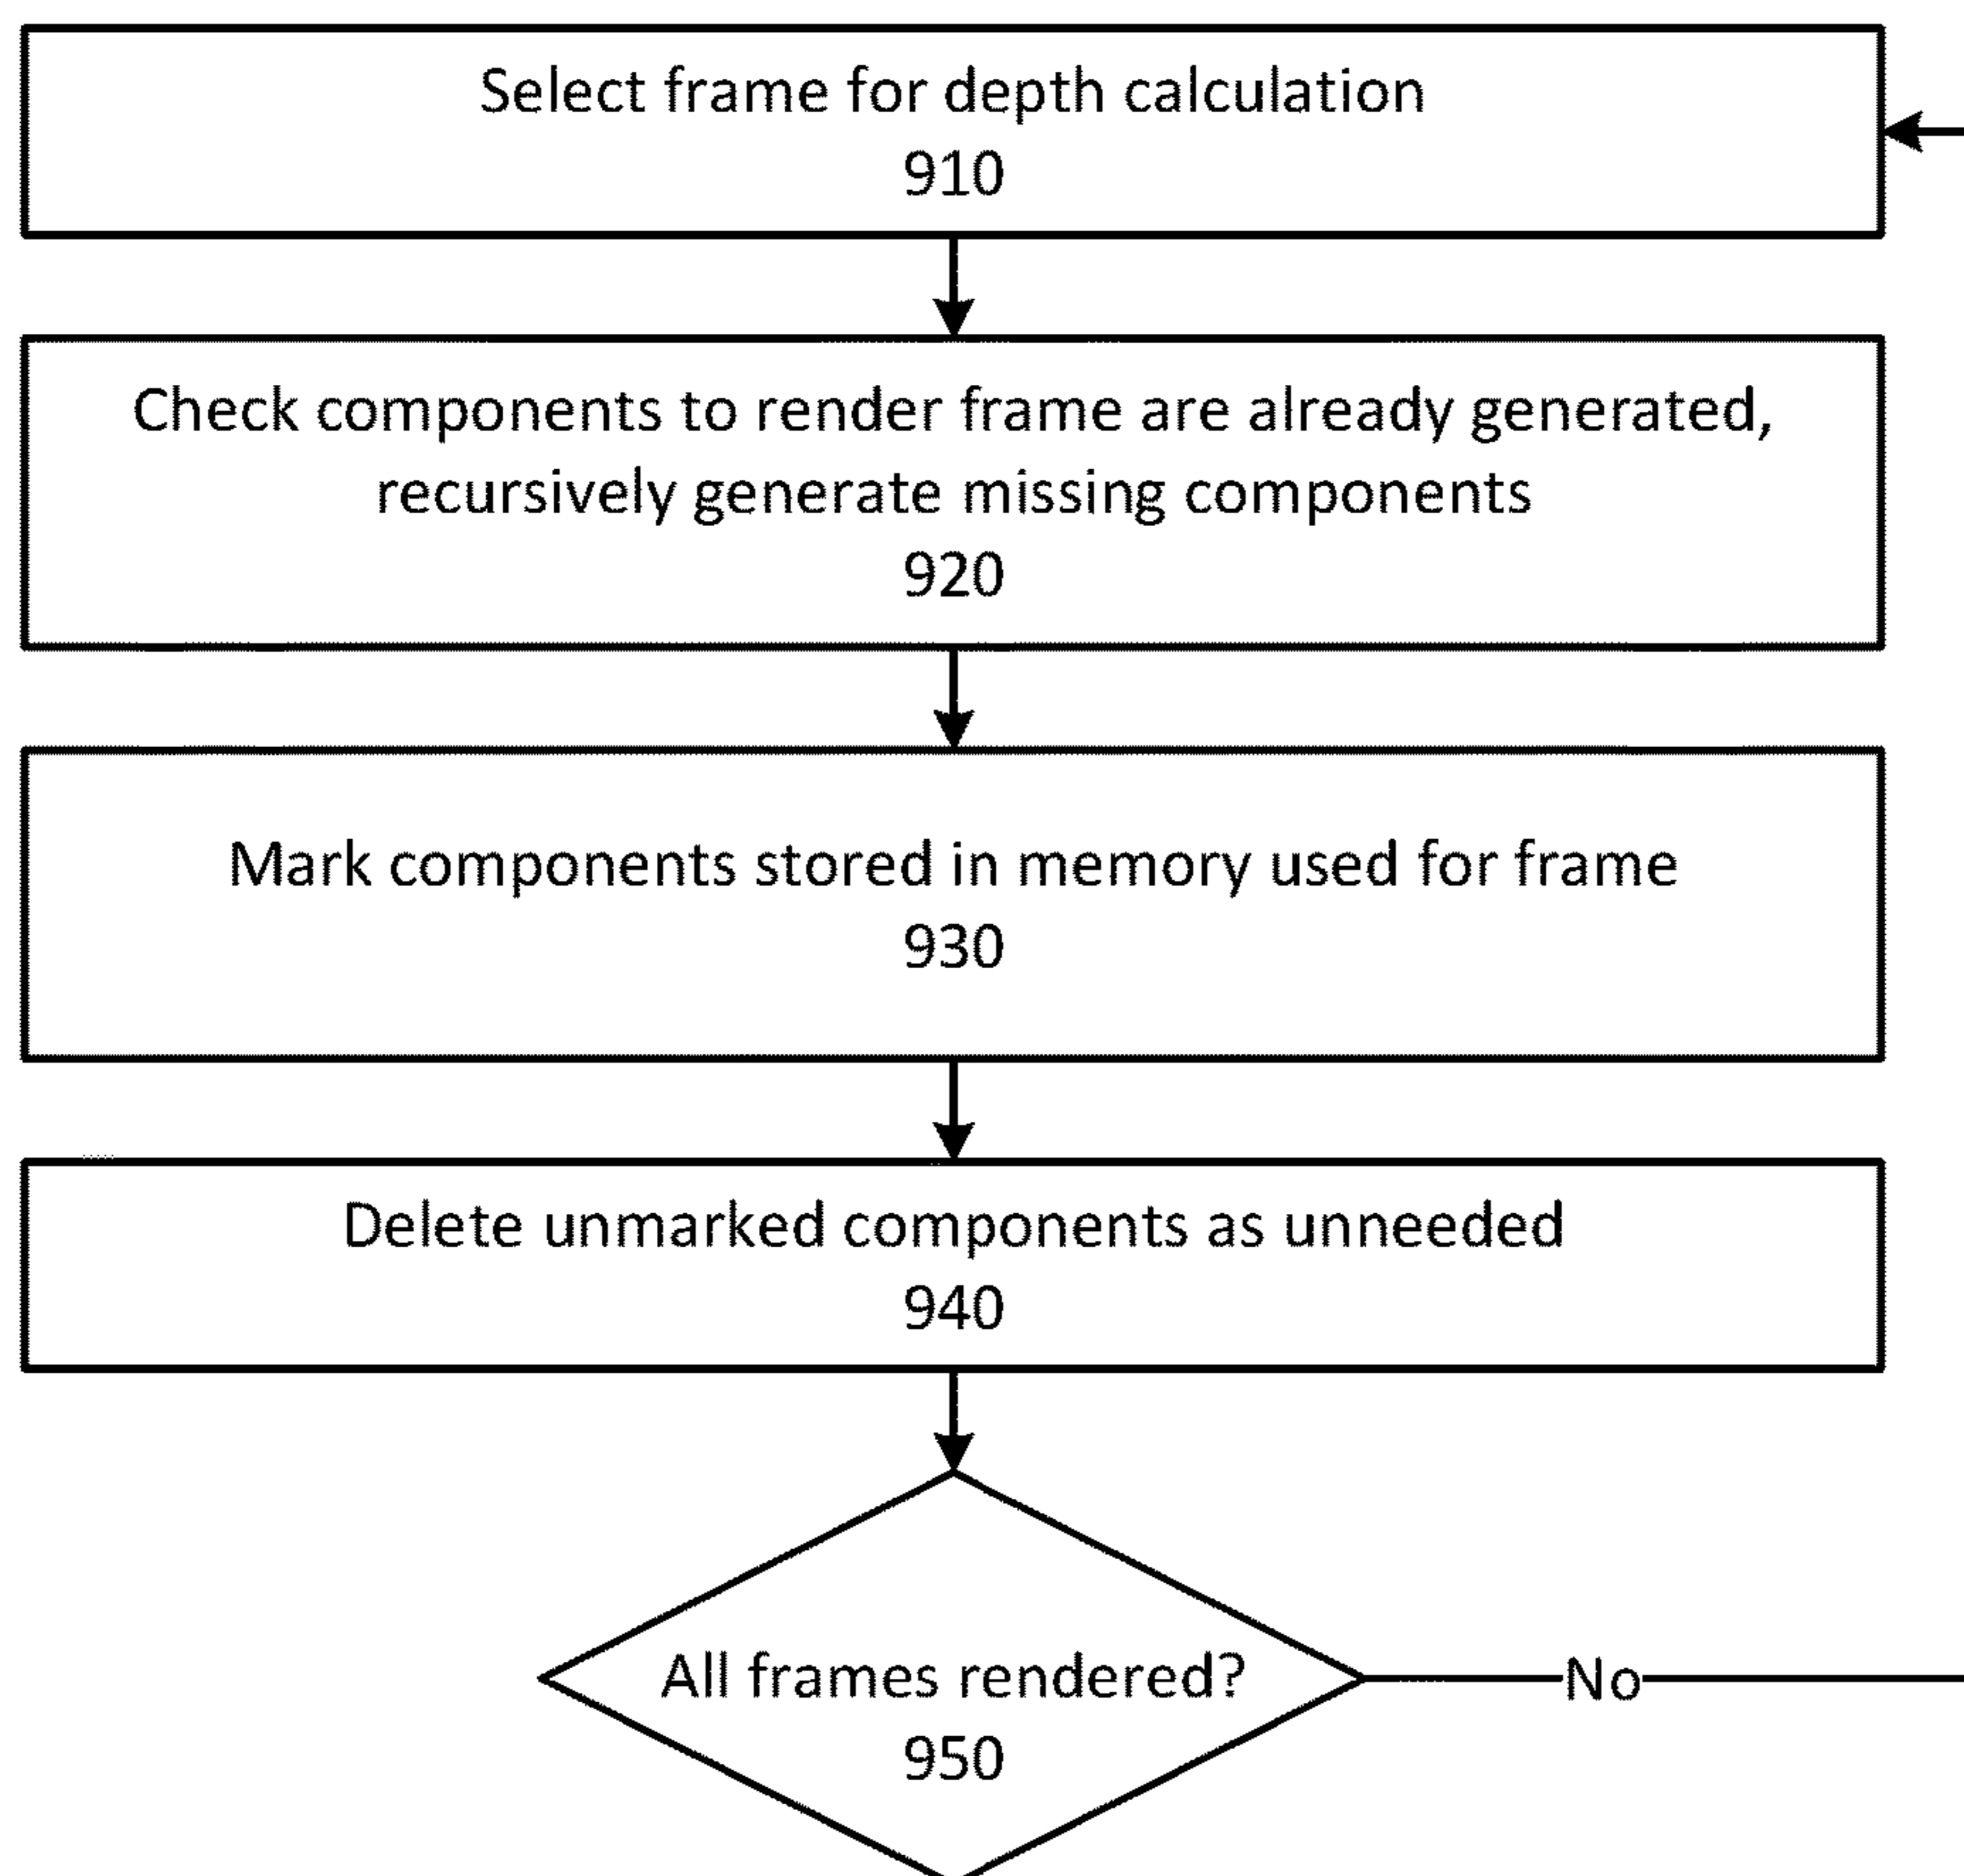 Select frame for depth calculation
910
Check components to render frame are already generated,
recursively generate missing components
920
Mark components stored in memory used for frame
930
Delete unmarked components as unneeded
940
All frames rendered?
950
No